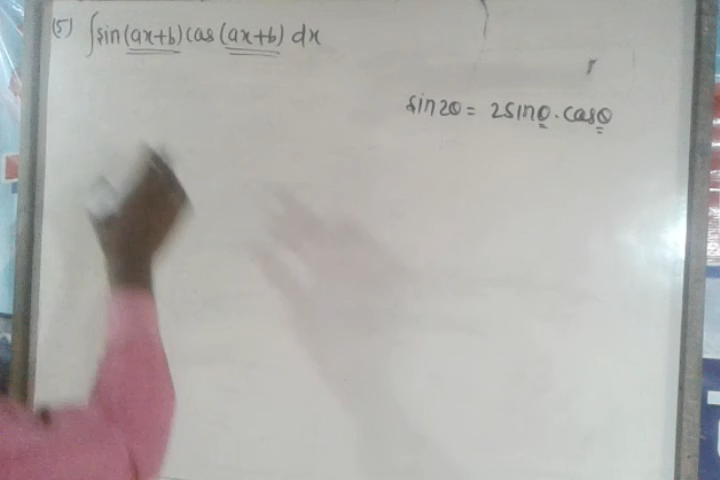 (5) ∫sin(ax+b)cos(ax+b) dx
sin2θ = 2sinθ·cosθ